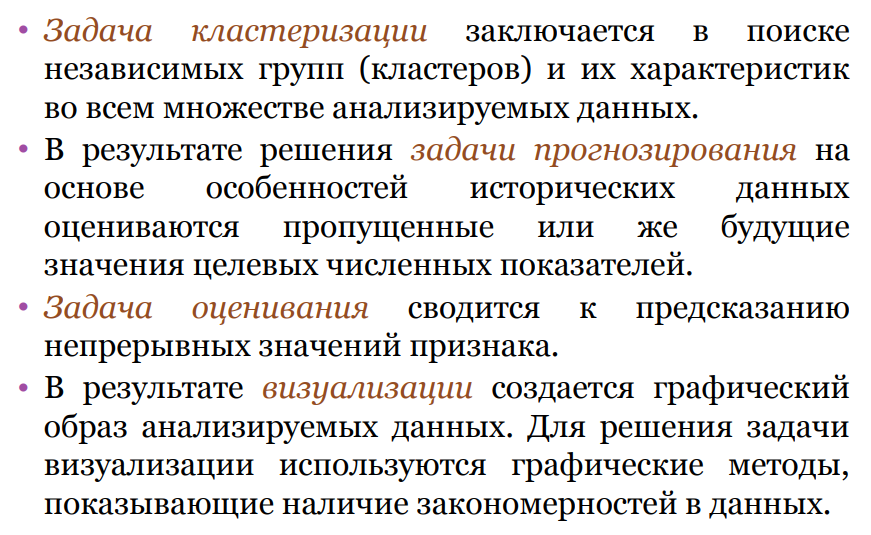 • Задача кластеризации заключается в поиске
независимых групп (кластеров) и их характеристик
во всем множестве анализируемых данных.
• В результате решения задачи прогнозирования на
основе особенностей исторических данных
оцениваются пропущенные или же будущие
значения целевых численных показателей.
• Задача оценивания сводится к предсказанию
непрерывных значений признака.
• В результате визуализации создается графический
образ анализируемых данных. Для решения задачи
визуализации используются графические методы,
показывающие наличие закономерностей в данных.